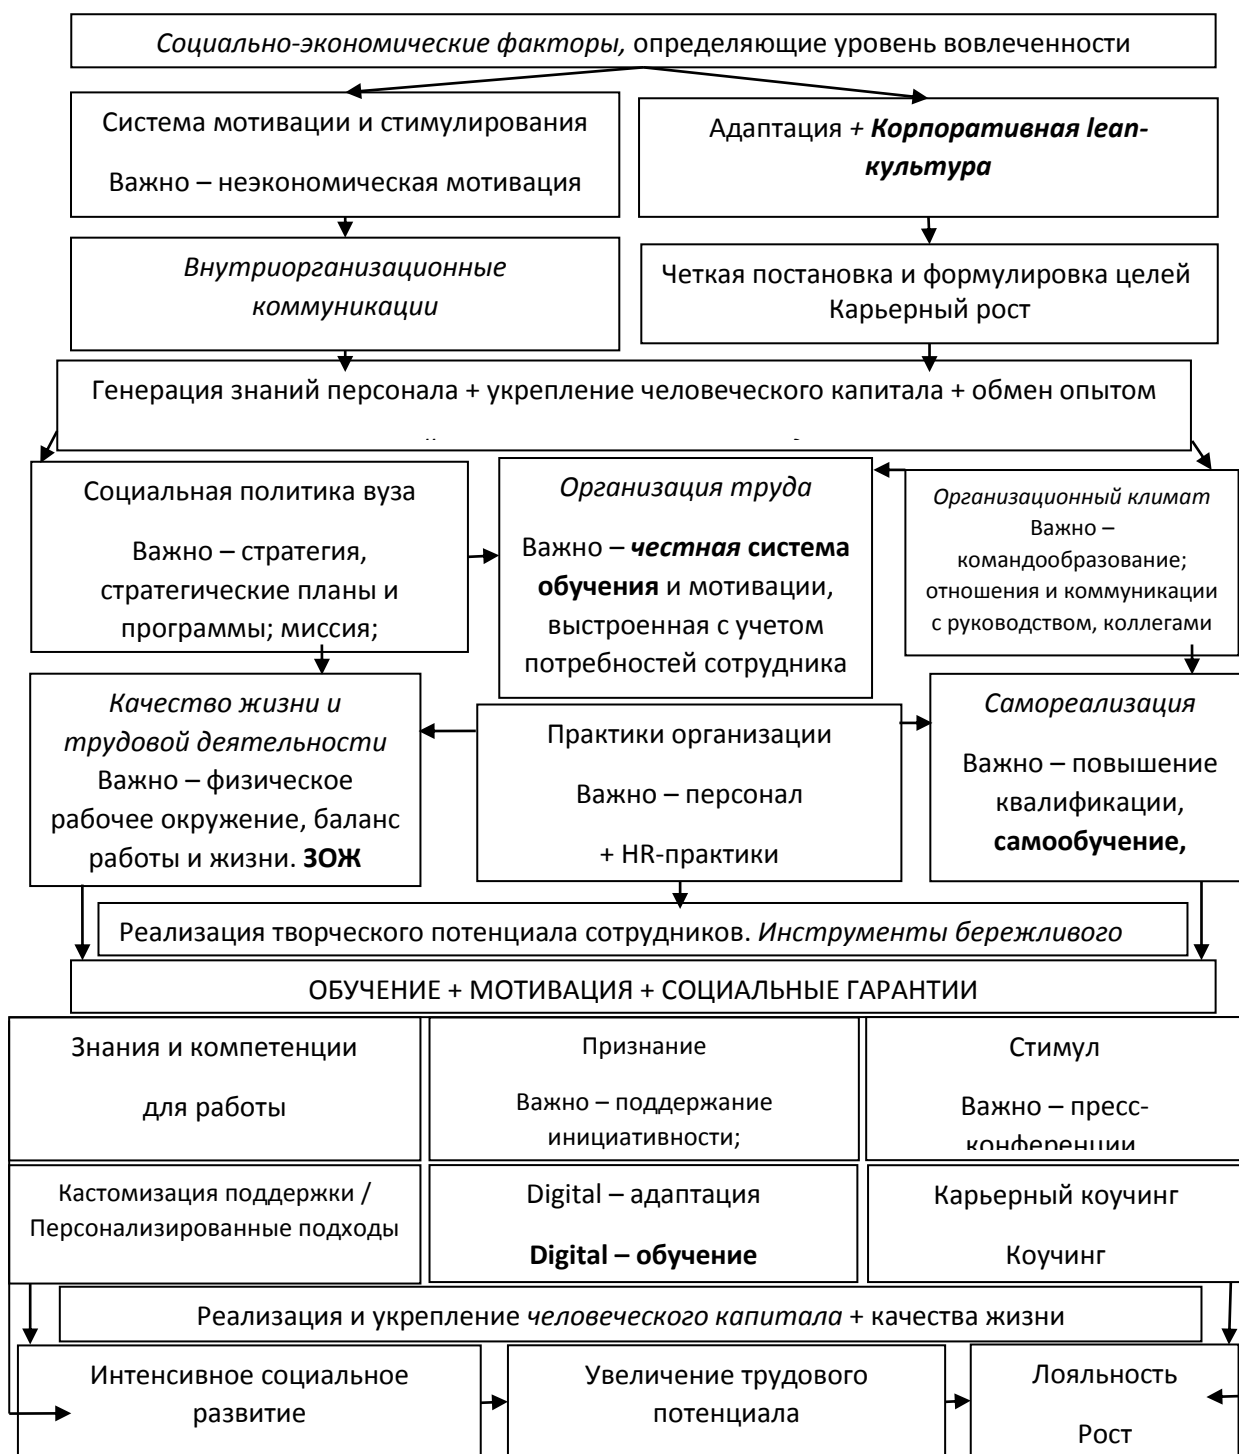 Социально-экономические факторы, определяющие уровень вовлеченности
Система мотивации и стимулирования
Важно – неэкономическая мотивация
Адаптация + Корпоративная lean-
культура
Внутриорганизационные
коммуникации
Четкая постановка и формулировка целей
Карьерный рост
Генерация знаний персонала + укрепление человеческого капитала + обмен опытом
Социальная политика вуза
Важно – стратегия,
стратегические планы и
программы; миссия;
Организация труда
Важно – честная система
обучения и мотивации,
выстроенная с учетом
потребностей сотрудника
Организационный климат
Важно –
командообразование;
отношения и коммуникации
с руководством, коллегами
Качество жизни и
трудовой деятельности
Важно – физическое
рабочее окружение, баланс
работы и жизни. ЗОЖ
Практики организации
Важно – персонал
+ HR-практики
Самореализация
Важно – повышение
квалификации,
самообучение,
Реализация творческого потенциала сотрудников. Инструменты бережливого
ОБУЧЕНИЕ + МОТИВАЦИЯ + СОЦИАЛЬНЫЕ ГАРАНТИИ
Знания и компетенции
для работы
Признание
Важно – поддержание
инициативности;
Стимул
Важно – пресс-
конференции
Кастомизация поддержки /
Персонализированные подходы
Digital – адаптация
Digital – обучение
Карьерный коучинг
Коучинг
Реализация и укрепление человеческого капитала + качества жизни
Интенсивное социальное
развитие
Увеличение трудового
потенциала
Лояльность
Рост